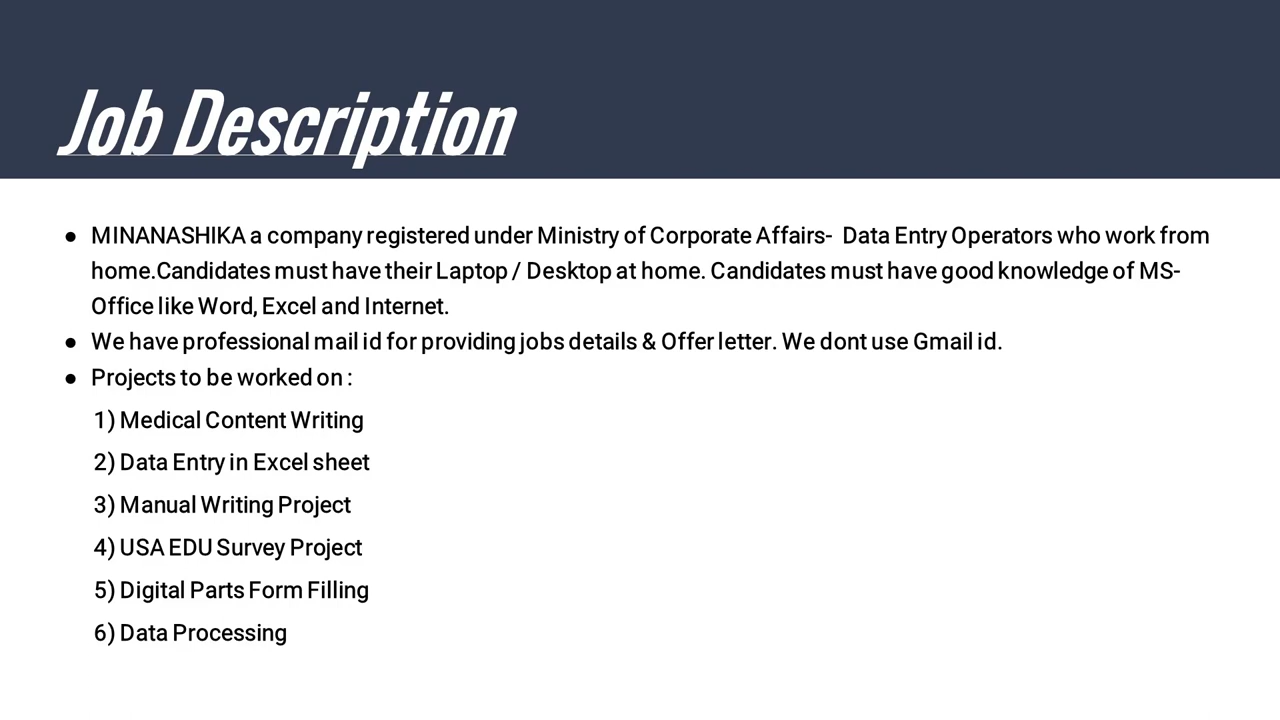 Job Description
● MINANASHIKA a company registered under Ministry of Corporate Affairs- Data Entry Operators who work from
home.Candidates must have their Laptop / Desktop at home. Candidates must have good knowledge of MS-
Office like Word, Excel and Internet.
● We have professional mail id for providing jobs details & Offer letter. We dont use Gmail id.
● Projects to be worked on :
1) Medical Content Writing
2) Data Entry in Excel sheet
3) Manual Writing Project
4) USA EDU Survey Project
5) Digital Parts Form Filling
6) Data Processing